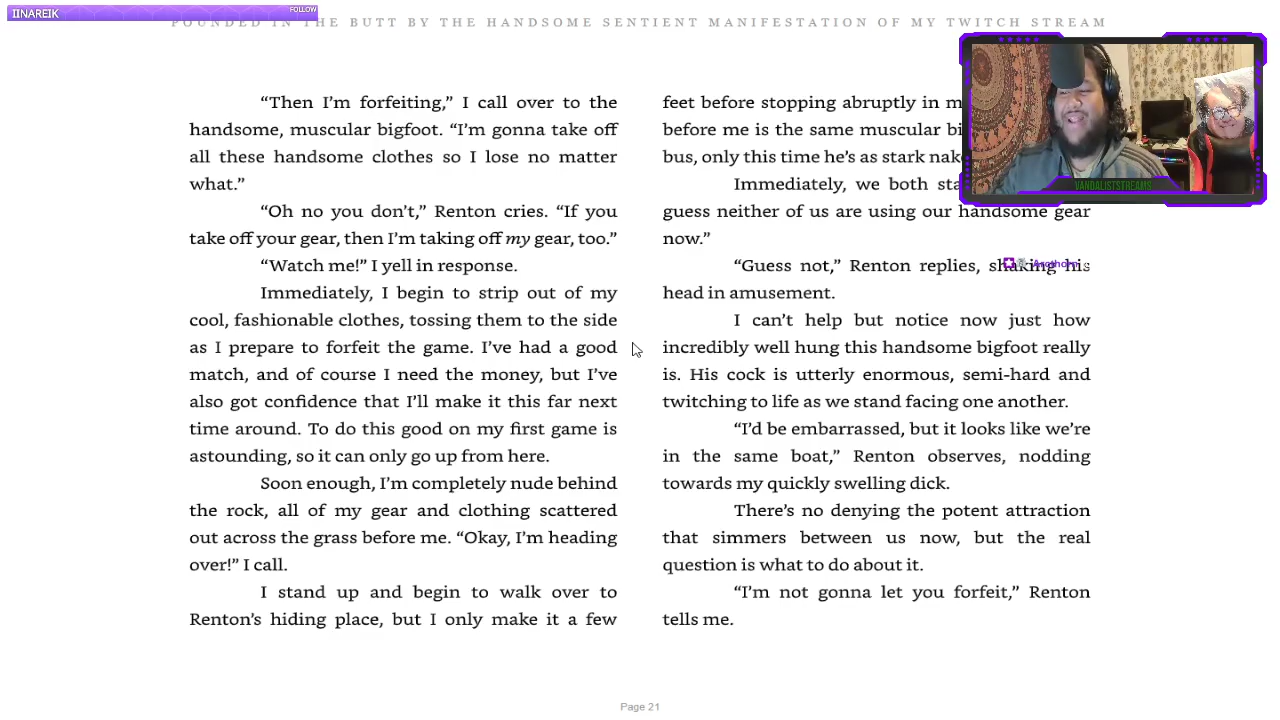 IINAREIK
FOLLOW
POUNDED IN THE BUTT BY THE HANDSOME SENTIENT MANIFESTATION OF MY TWITCH STREAM
“Then I’m forfeiting,” I call over to the
handsome, muscular bigfoot. “I’m gonna take off
all these handsome clothes so I lose no matter
what.”
“Oh no you don’t,” Renton cries. “If you
take off your gear, then I’m taking off my gear, too.”
“Watch me!” I yell in response.
Immediately, I begin to strip out of my
cool, fashionable clothes, tossing them to the side
as I prepare to forfeit the game. I’ve had a good
match, and of course I need the money, but I’ve
also got confidence that I’ll make it this far next
time around. To do this good on my first game is
astounding, so it can only go up from here.
Soon enough, I’m completely nude behind
the rock, all of my gear and clothing scattered
out across the grass before me. “Okay, I’m heading
over!” I call.
I stand up and begin to walk over to
Renton’s hiding place, but I only make it a few
feet before stopping abruptly in
before me is the same muscular
bus, only this time he’s as stark
Immediately, we both
guess neither of us are using our handsome gear
now.”
“Guess not,” Renton replies, shaking his
head in amusement.
I can’t help but notice now just how
incredibly well hung this handsome bigfoot really
is. His cock is utterly enormous, semi-hard and
twitching to life as we stand facing one another.
“I’d be embarrassed, but it looks like we’re
in the same boat,” Renton observes, nodding
towards my quickly swelling dick.
There’s no denying the potent attraction
that simmers between us now, but the real
question is what to do about it.
“I’m not gonna let you forfeit,” Renton
tells me.
Page 21
VANDALISTSTREAMS